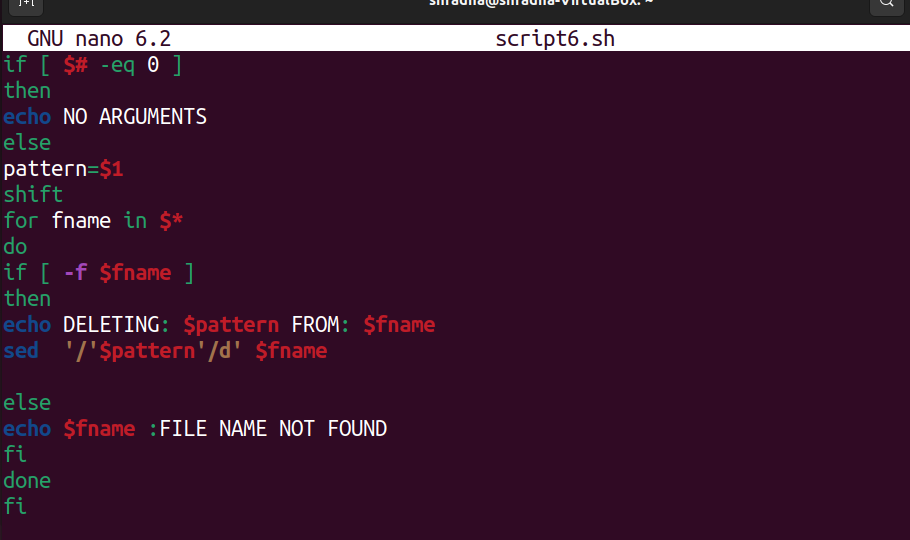 shradha@shradha-VirtualBox: ~
GNU nano 6.2 script6.sh
if [ $# -eq 0 ]
then
echo NO ARGUMENTS
else
pattern=$1
shift
for fname in $*
do
if [ -f $fname ]
then
echo DELETING: $pattern FROM: $fname
sed  '/'$pattern'/d' $fname
else
echo $fname :FILE NAME NOT FOUND
fi
done
fi